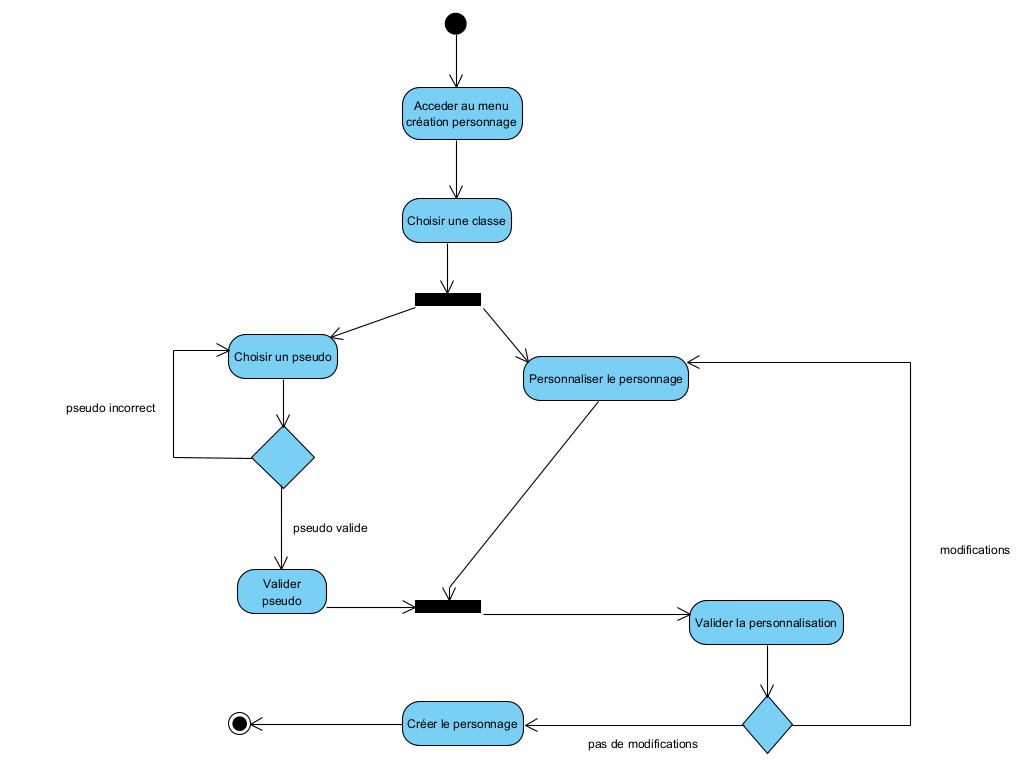 Acceder au menu
création personnage
Choisir une classe
Choisir un pseudo
Personnaliser le personnage
pseudo incorrect
pseudo valide
modifications
Valider
pseudo
Valider la personnalisation
Créer le personnage
pas de modifications